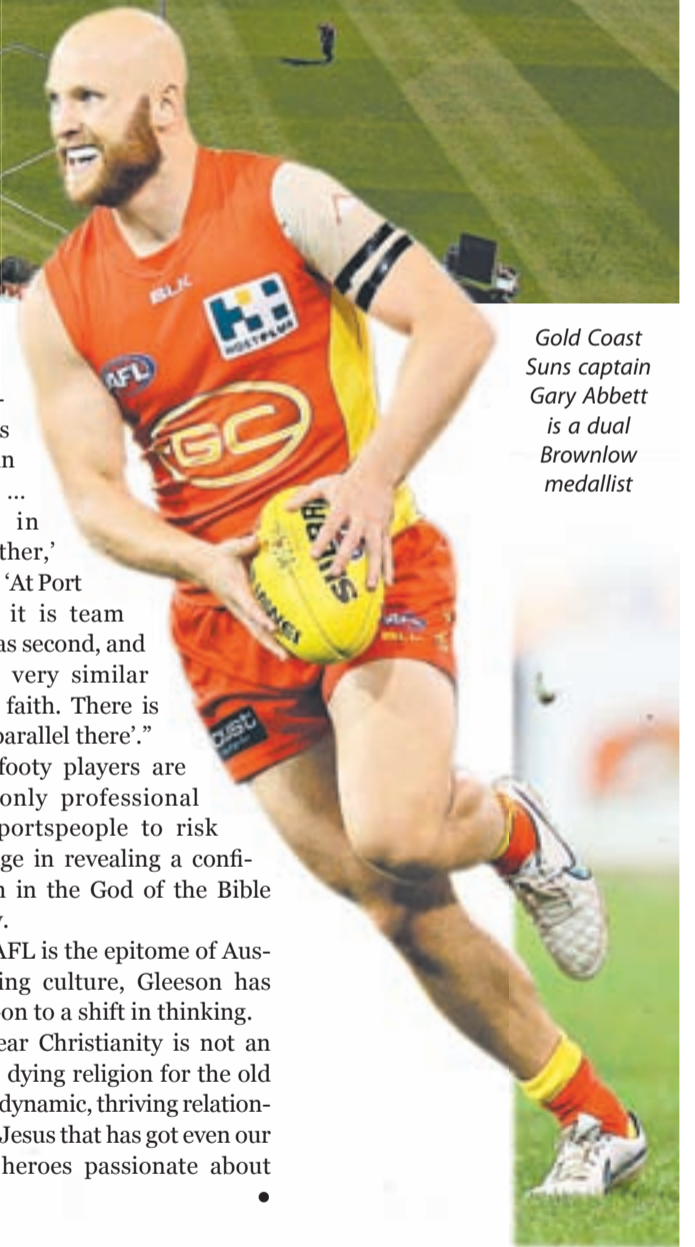 BLK
HOSTPLUS
AFL
GC
Gold Coast
Suns captain
Gary Abbett
is a dual
Brownlow
medallist
s
...
in
ther,’
‘At Port
it is team
as second, and
very similar
faith. There is
parallel there’.”
footy players are
only professional
portspeople to risk
ge in revealing a confi-
in the God of the Bible
AFL is the epitome of Aus-
ing culture, Gleeson has
on to a shift in thinking.
ear Christianity is not an
dying religion for the old
dynamic, thriving relation-
Jesus that has got even our
heroes passionate about
•